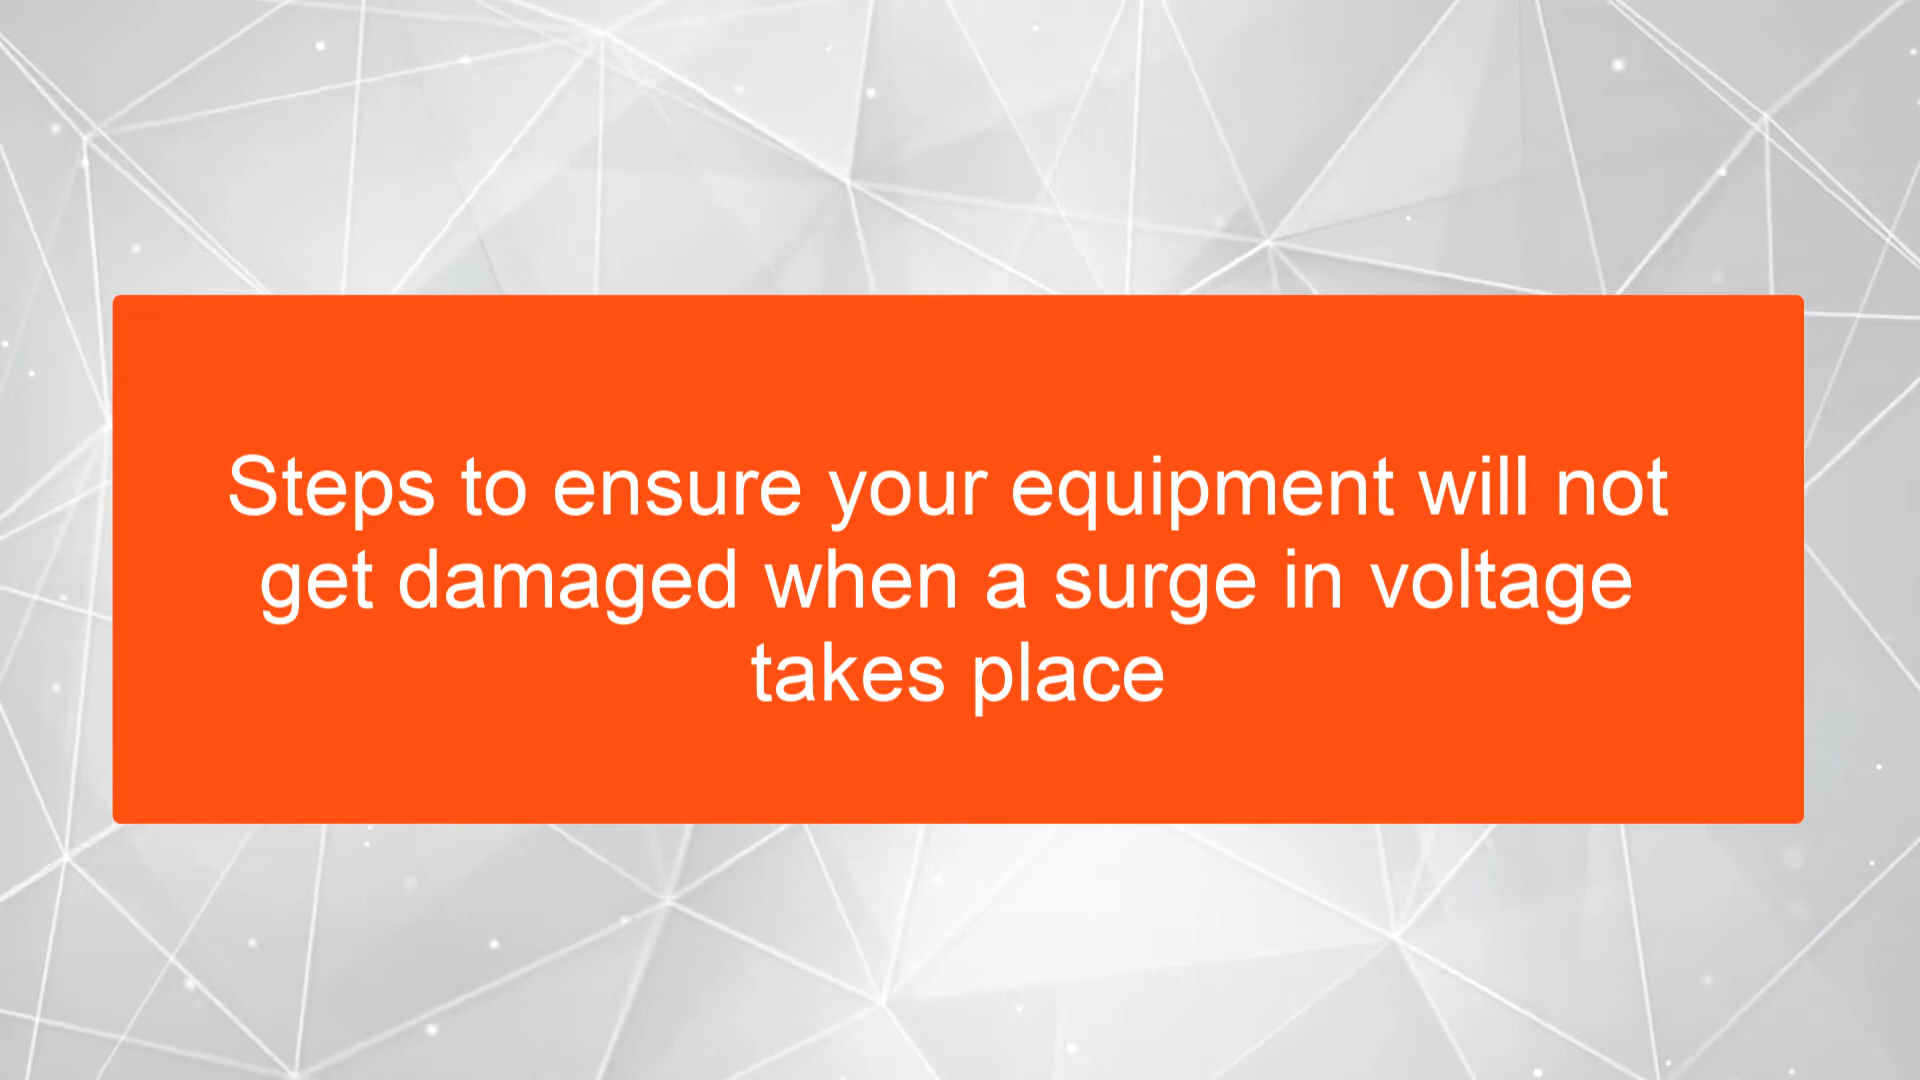 Steps to ensure your equipment will not
get damaged when a surge in voltage
takes place